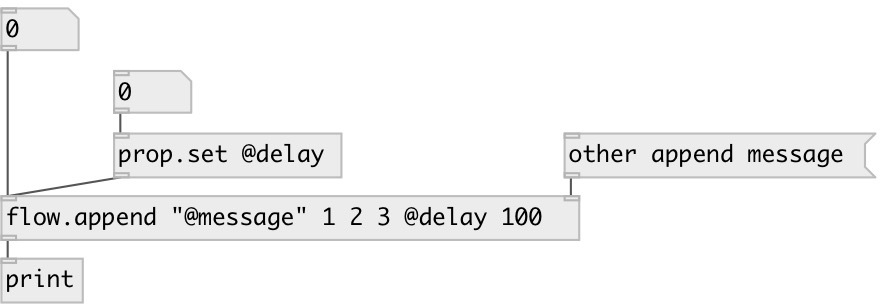 0
0
prop.set @delay
other append message
flow.append "@message" 1 2 3 @delay 100
print